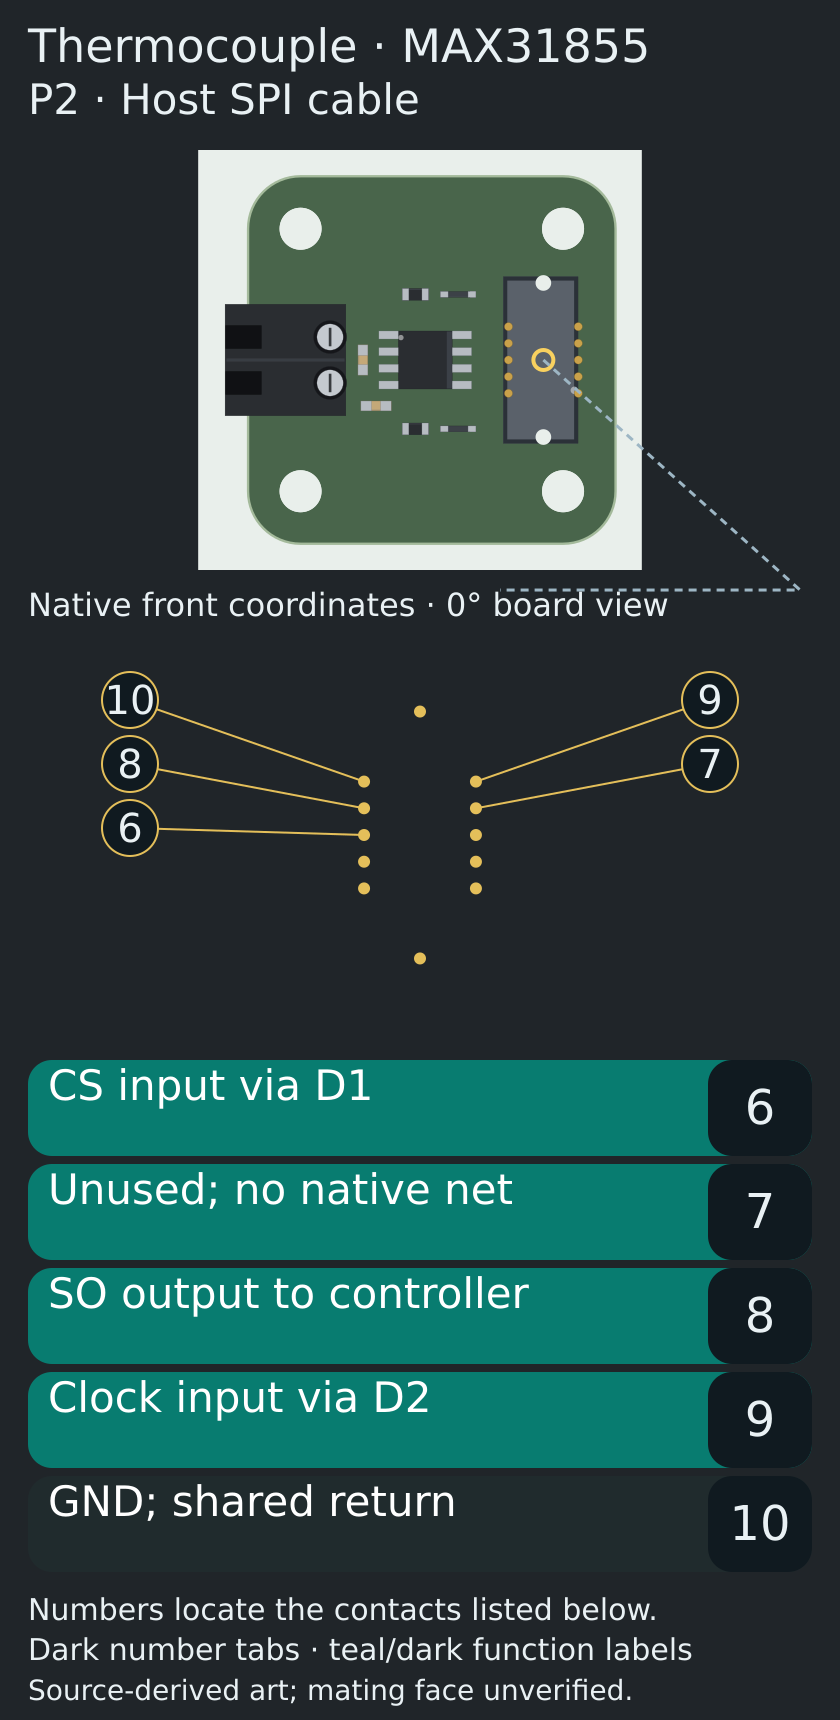 Thermocouple · MAX31855
P2 · Host SPI cable
Native front coordinates · 0° board view
10
9
8
7
6
CS input via D1
6
Unused; no native net
7
SO output to controller
8
Clock input via D2
9
GND; shared return
10
Numbers locate the contacts listed below.
Dark number tabs · teal/dark function labels
Source-derived art; mating face unverified.